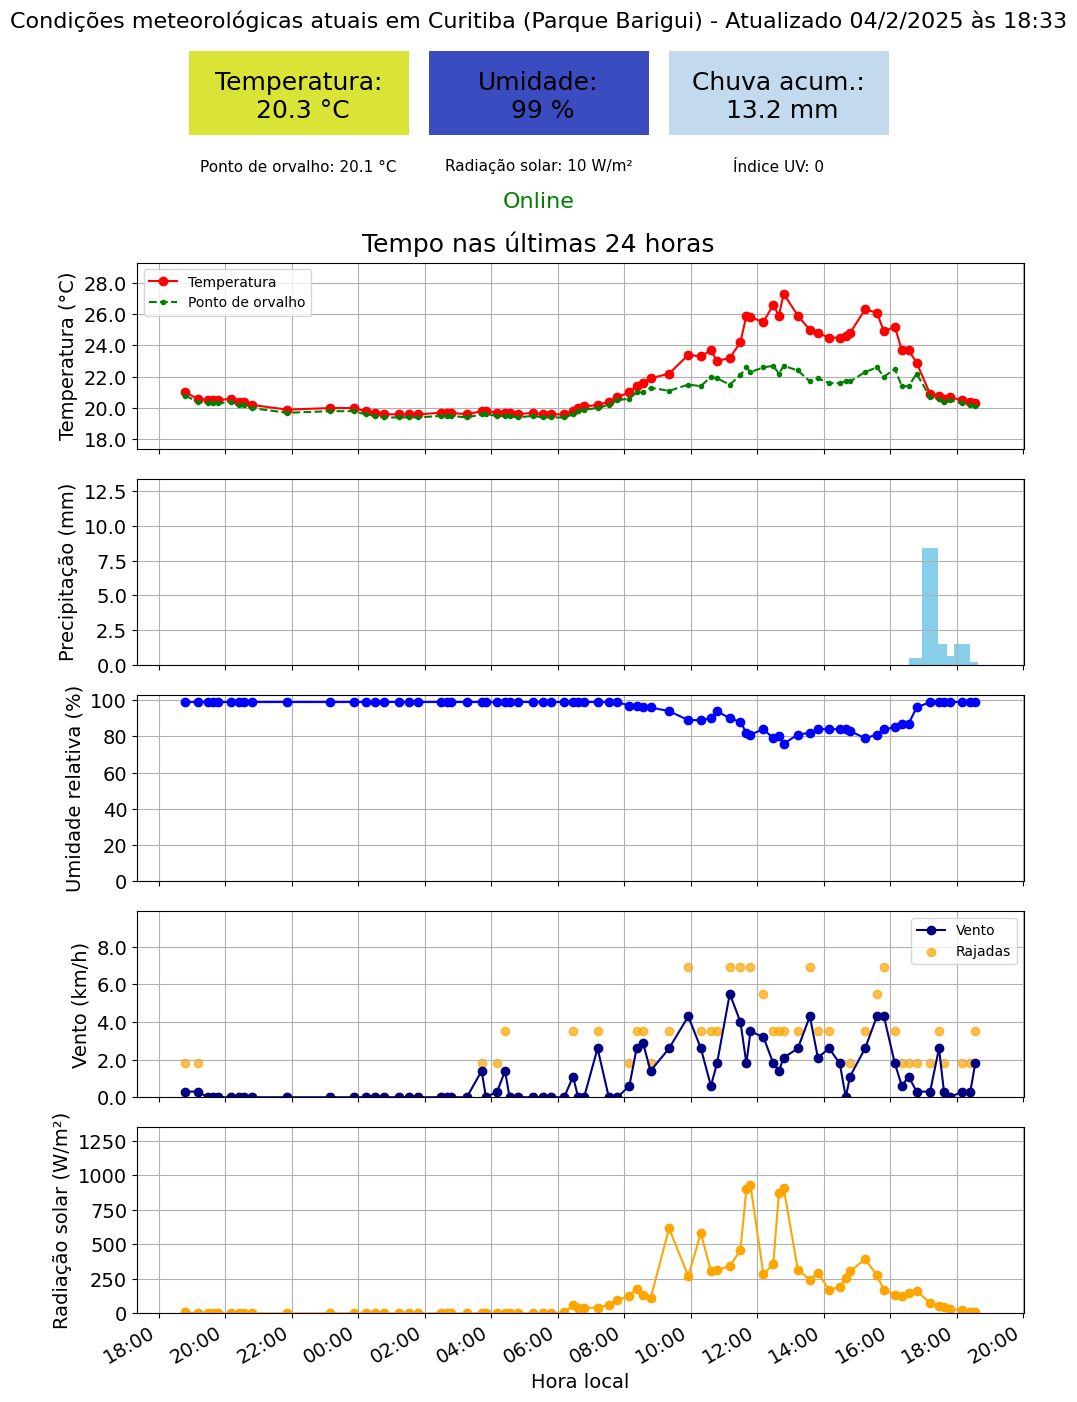 Condições meteorológicas atuais em Curitiba (Parque Barigui) - Atualizado 04/2/2025 às 18:33
Temperatura:
20.3 °C
Umidade:
99 %
Chuva acum.:
13.2 mm
Ponto de orvalho: 20.1 °C
Radiação solar: 10 W/m²
Índice UV: 0
Online
Tempo nas últimas 24 horas
Temperatura (°C)
28.0
26.0
24.0
22.0
20.0
18.0
Temperatura
Ponto de orvalho
Precipitação (mm)
12.5
10.0
7.5
5.0
2.5
0.0
Umidade relativa (%)
100
80
60
40
20
0
Vento (km/h)
8.0
6.0
4.0
2.0
0.0
Vento
Rajadas
Radiação solar (W/m²)
1250
1000
750
500
250
0
18:00
20:00
22:00
00:00
02:00
04:00
06:00
08:00
10:00
12:00
14:00
16:00
18:00
20:00
Hora local